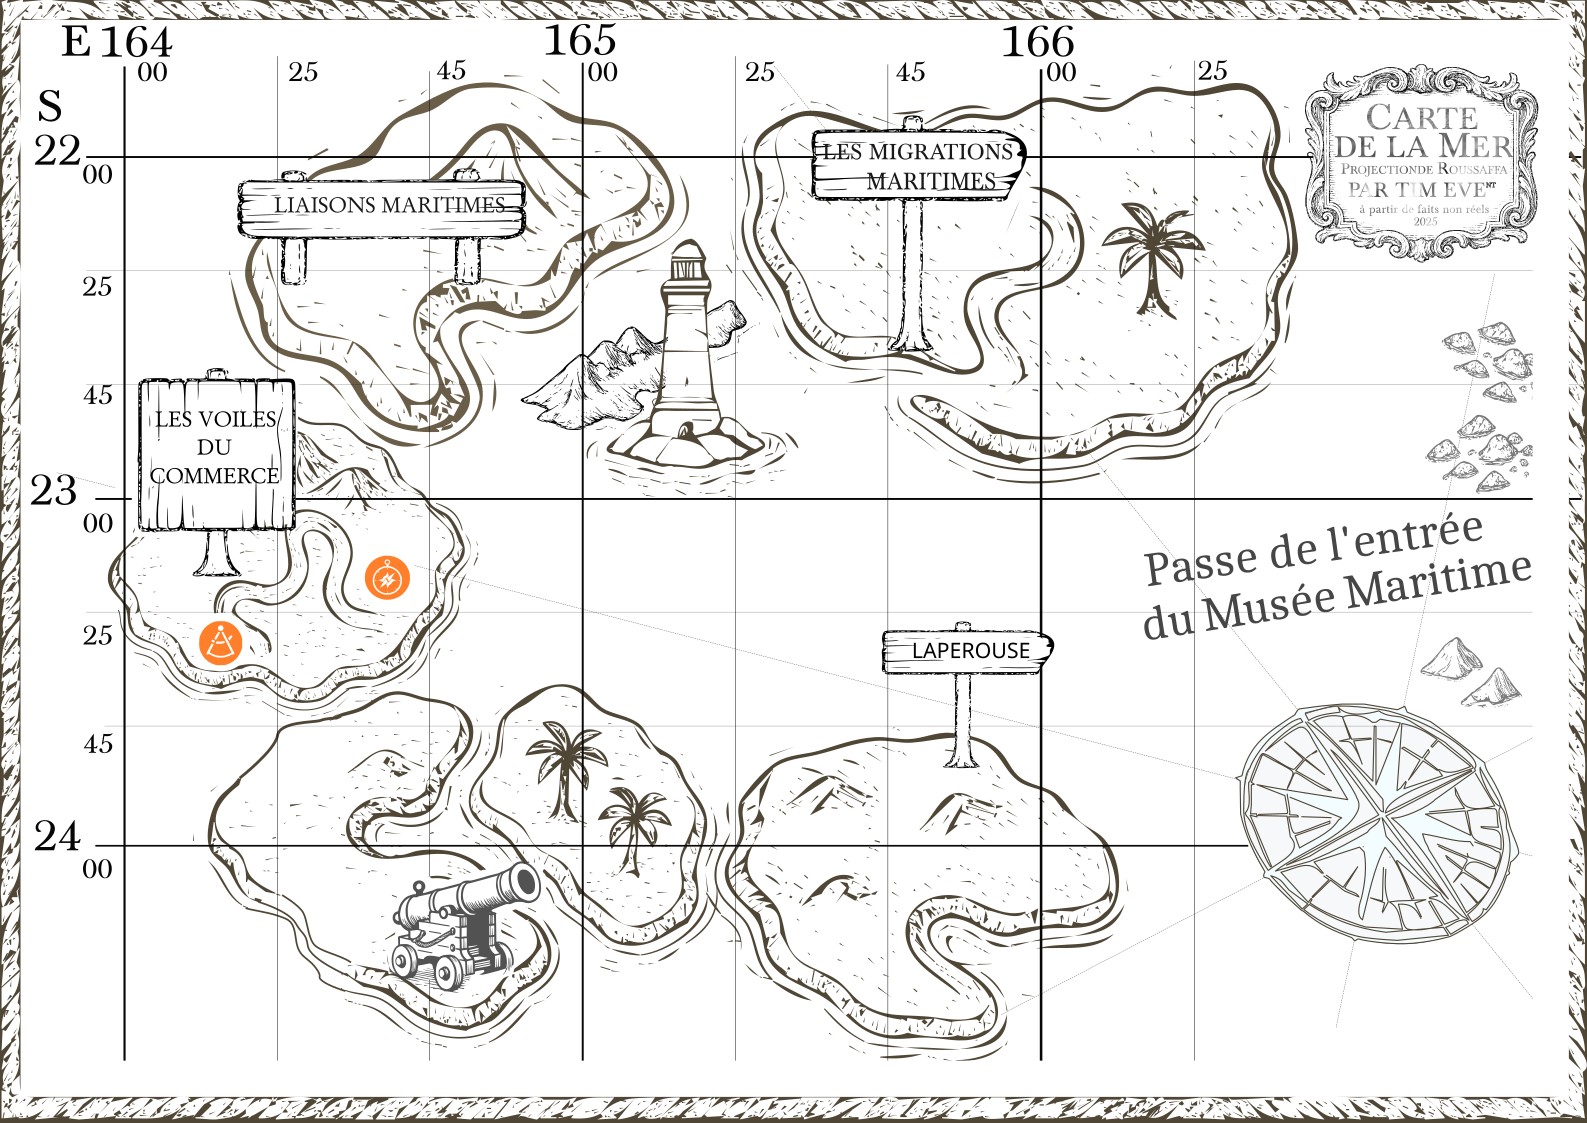 E 164 165 166
00 25 45 00 25 45 00 25
S
22
00
25
45
23
00
25
45
24
00
LIAISONS MARITIMES
LES MIGRATIONS
MARITIMES
CARTE
DE LA MER
PROJECTIONDE ROUSSAFFA
PAR TIM EVENT
à partir de faits non réels
2025
LES VOILES
DU
COMMERCE
Passe de l'entrée
du Musée Maritime
LAPEROUSE